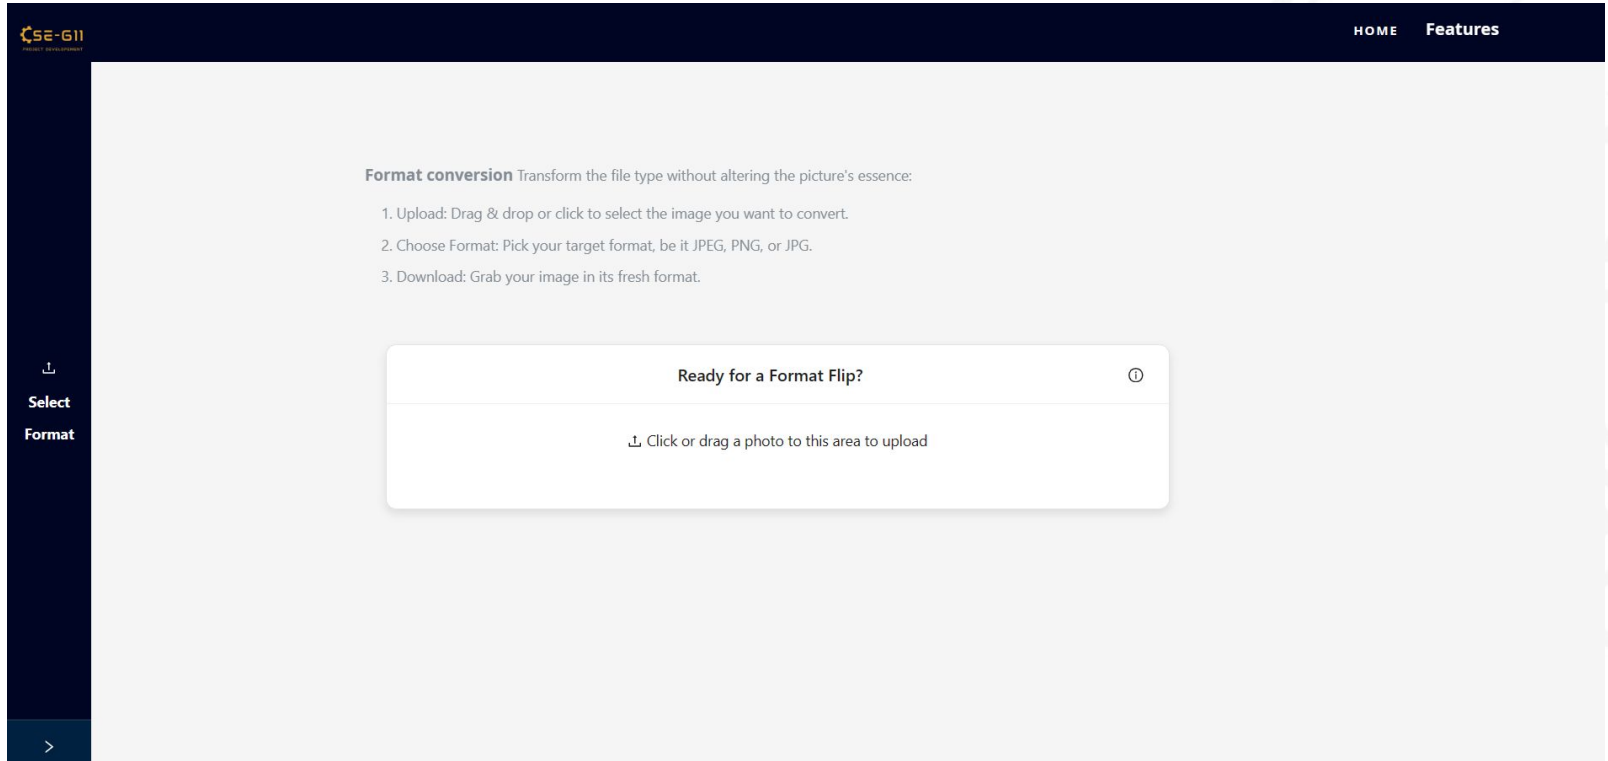 CSE-G11
PROJECT DEVELOPEMENT
HOME Features
Format conversion Transform the file type without altering the picture's essence:
1. Upload: Drag & drop or click to select the image you want to convert.
2. Choose Format: Pick your target format, be it JPEG, PNG, or JPG.
3. Download: Grab your image in its fresh format.
Select
Format
Ready for a Format Flip?
Click or drag a photo to this area to upload